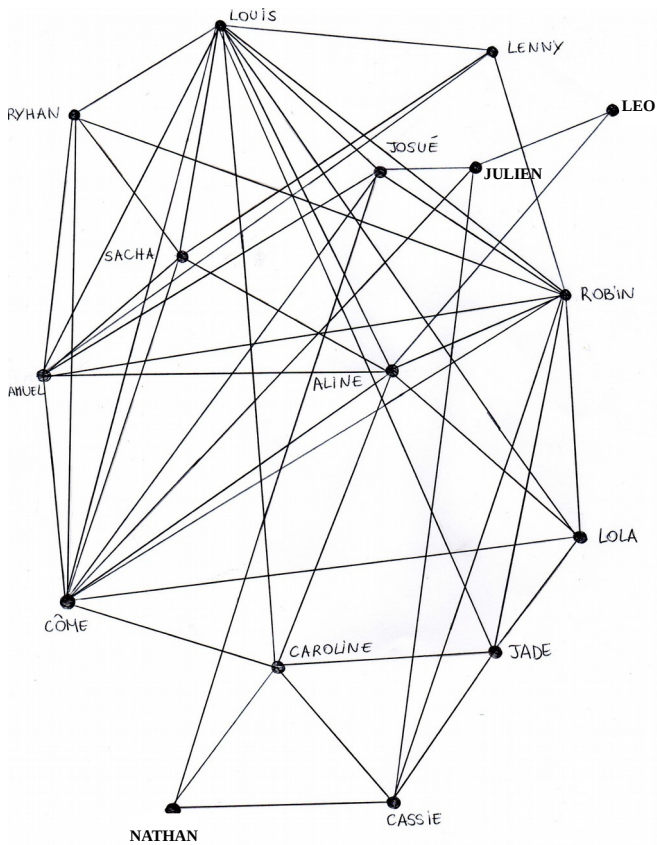 LOUiS
LENNY
RYHAN
LEO
JOSUÉ
JULIEN
SACHA
ROBiN
ALiNE
AMUEL
LOLA
CÔME
CAROLiNE
JADE
CASSiE
NATHAN